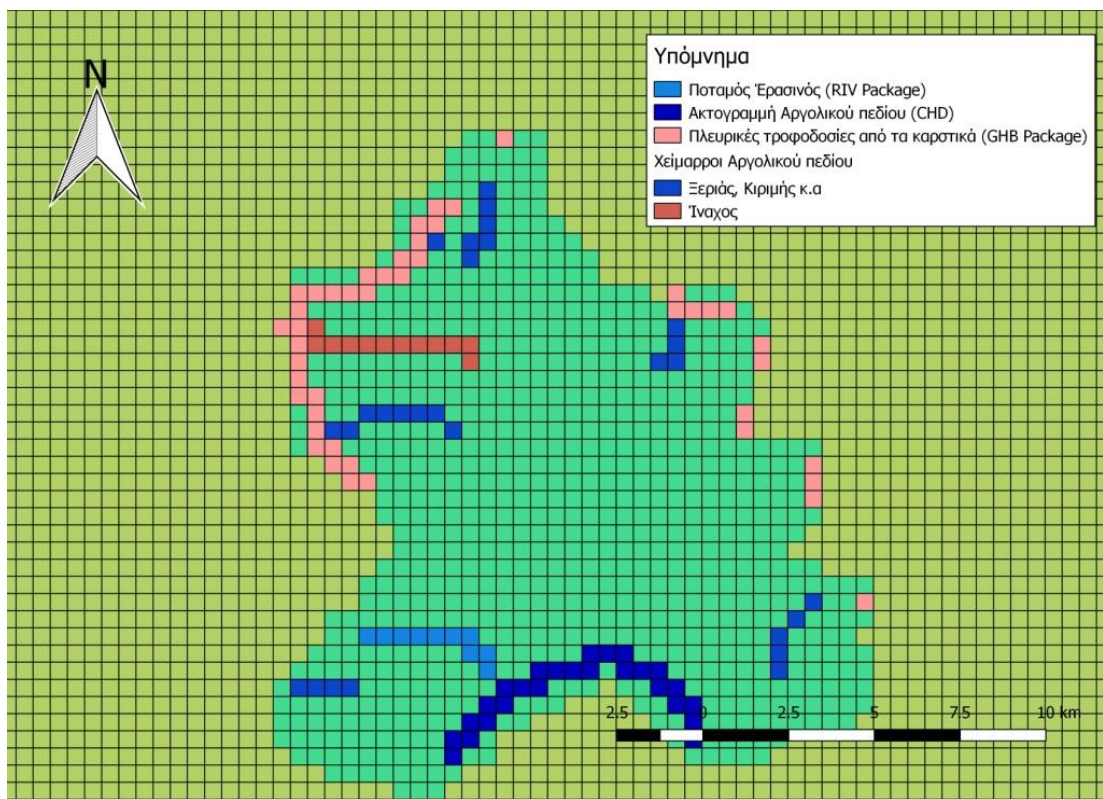 N
Υπόμνημα
Ποταμός Έρασινός (RIV Package)
Ακτογραμμή Αργολικού πεδίου (CHD)
Πλευρικές τροφοδοσίες από τα καρστικά (GHB Package)
Χείμαρροι Αργολικού πεδίου
Ξεριάς, Κιριμής κ.α
Ίναχος
2.5 0 2.5 5 7.5 10 km